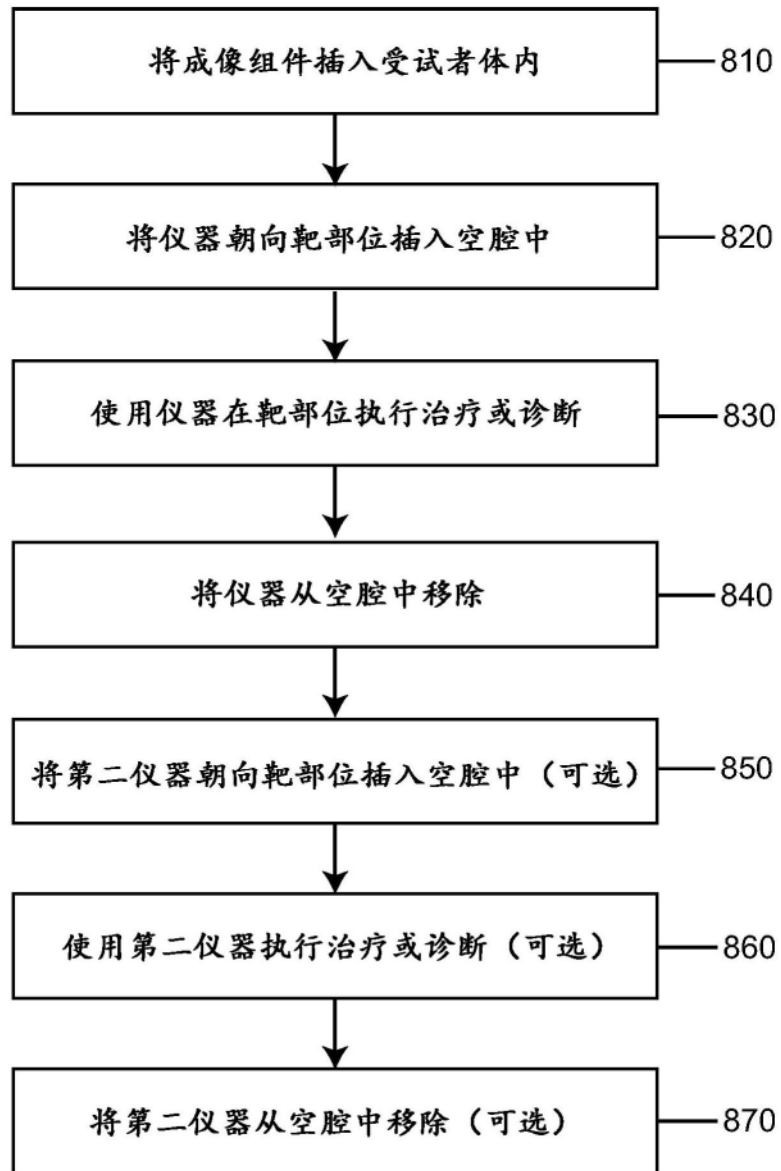 将成像组件插入受试者体内 810
将仪器朝向靶部位插入空腔中 820
使用仪器在靶部位执行治疗或诊断 830
将仪器从空腔中移除 840
将第二仪器朝向靶部位插入空腔中（可选） 850
使用第二仪器执行治疗或诊断（可选） 860
将第二仪器从空腔中移除（可选） 870